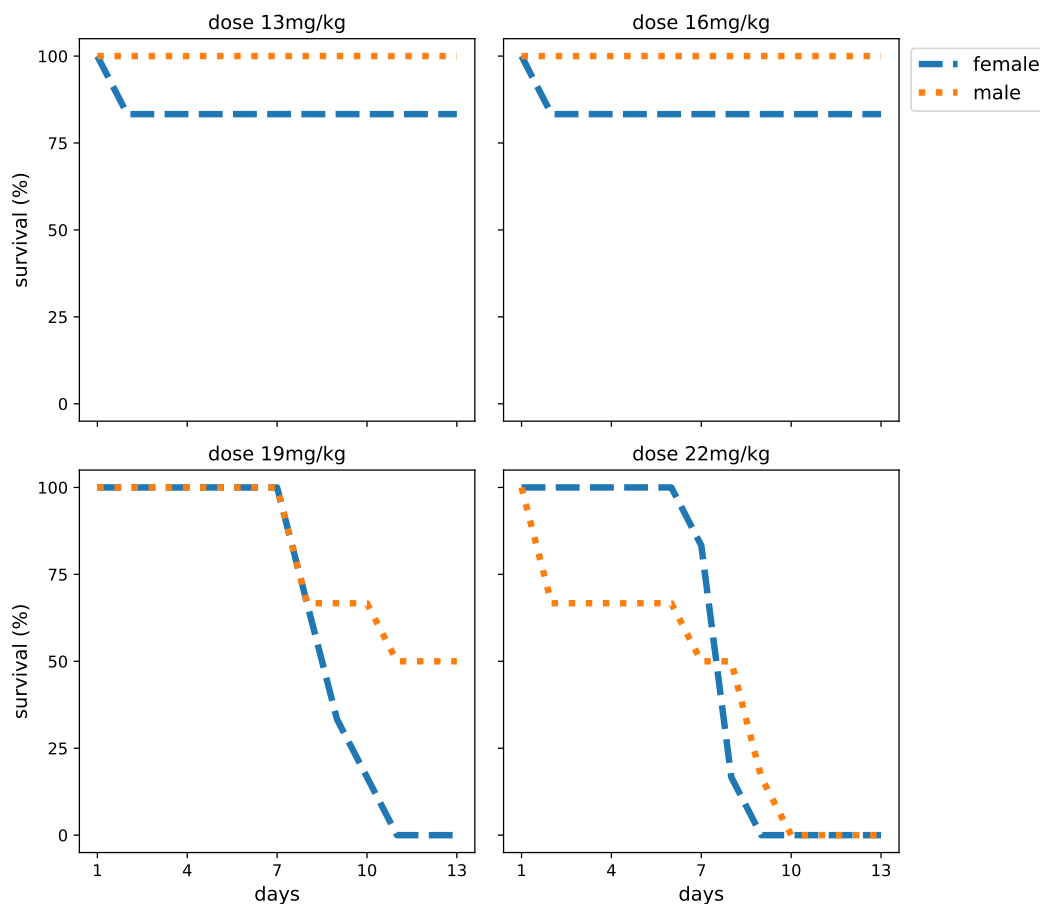 dose 13mg/kg
dose 16mg/kg
100
75
50
25
0
survival (%)
female
male
dose 19mg/kg
dose 22mg/kg
100
75
50
25
0
survival (%)
1 4 7 10 13
1 4 7 10 13
days
days